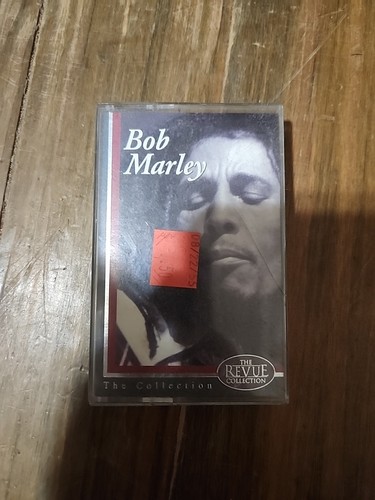 Bob
Marley
THE
REVUE
COLLECTION
The Collection